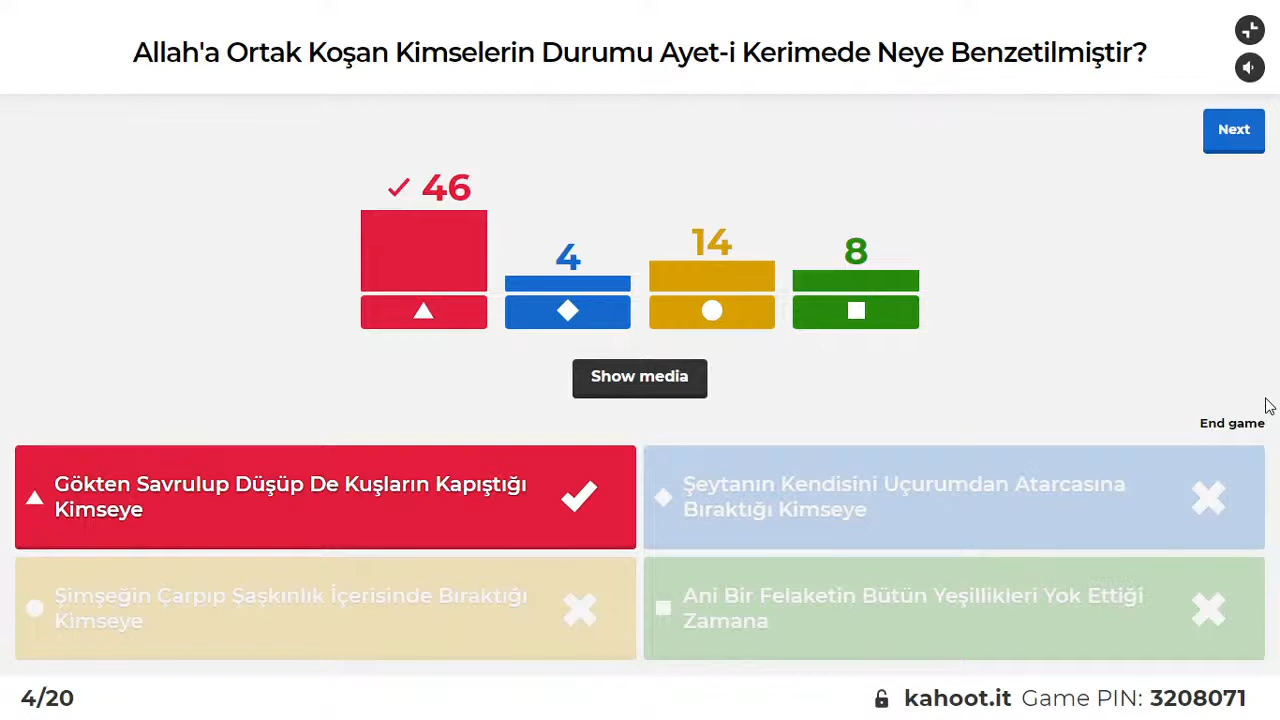 Allah'a Ortak Koşan Kimselerin Durumu Ayet-i Kerimede Neye Benzetilmiştir?
Next
46
4
14
8
Show media
End game
Gökten Savrulup Düşüp De Kuşların Kapıştığı
Kimseye
Şeytanın Kendisini Uçurumdan Atarcasına
Bıraktığı Kimseye
Şimşeğin Çarpıp Şaşkınlık İçerisinde Bıraktığı
Kimseye
Ani Bir Felaketin Bütün Yeşillikleri Yok Ettiği
Zamana
4/20
kahoot.it Game PIN: 3208071